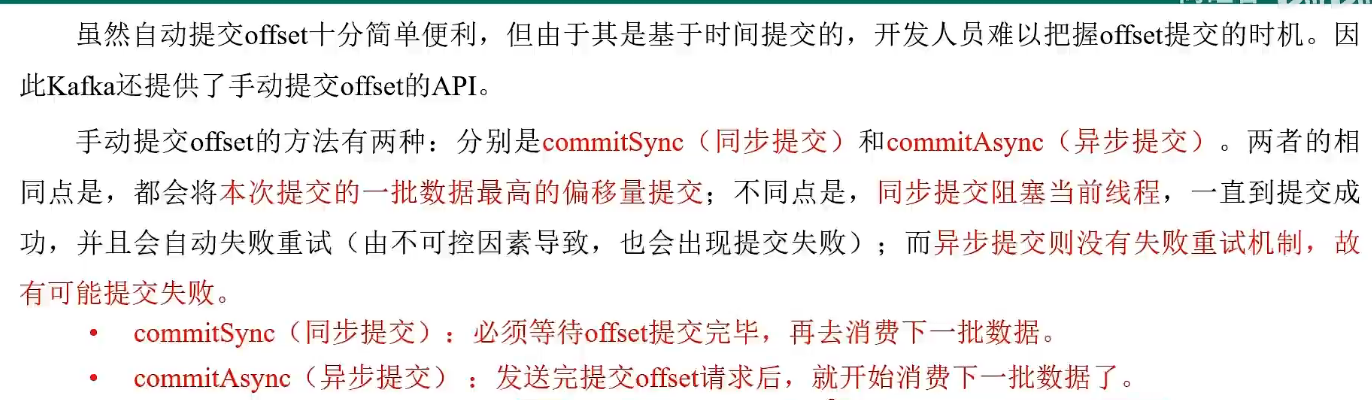 虽然自动提交offset十分简单便利，但由于其是基于时间提交的，开发人员难以把握offset提交的时机。因
此Kafka还提供了手动提交offset的API。
手动提交offset的方法有两种：分别是commitSync（同步提交）和commitAsync（异步提交）。两者的相
同点是，都会将本次提交的一批数据最高的偏移量提交；不同点是，同步提交阻塞当前线程，一直到提交成
功，并且会自动失败重试（由不可控因素导致，也会出现提交失败）；而异步提交则没有失败重试机制，故
有可能提交失败。
• commitSync（同步提交）：必须等待offset提交完毕，再去消费下一批数据。
• commitAsync（异步提交） ：发送完提交offset请求后，就开始消费下一批数据了。